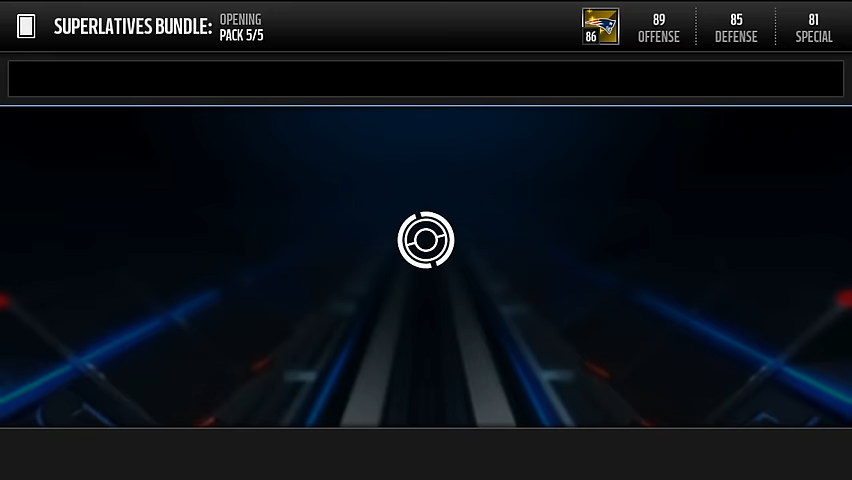 SUPERLATIVES BUNDLE:
OPENING
PACK 5/5
86
89
OFFENSE
85
DEFENSE
81
SPECIAL